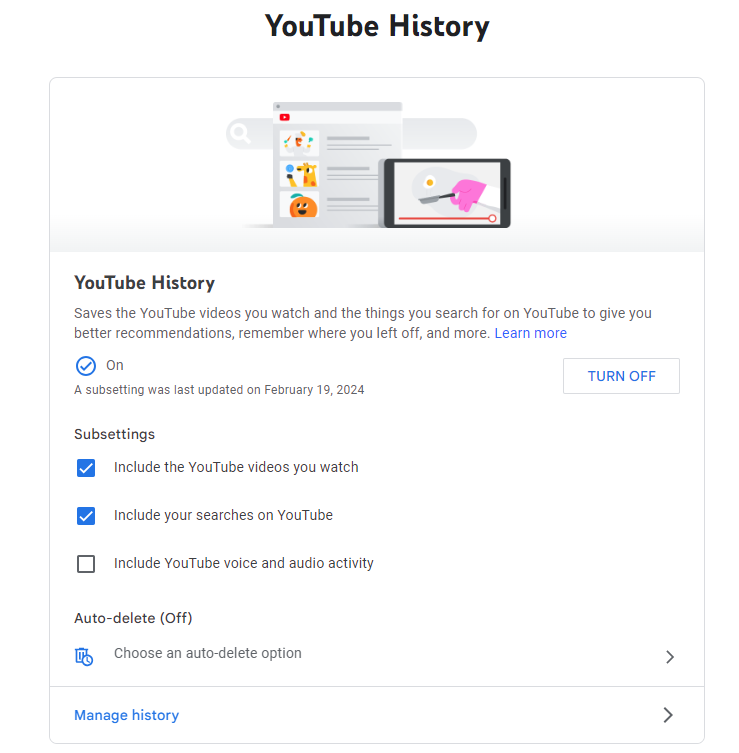 YouTube History
YouTube History
Saves the YouTube videos you watch and the things you search for on YouTube to give you
better recommendations, remember where you left off, and more. Learn more
On
A subsetting was last updated on February 19, 2024
TURN OFF
Subsettings
Include the YouTube videos you watch
Include your searches on YouTube
Include YouTube voice and audio activity
Auto-delete (Off)
Choose an auto-delete option
Manage history